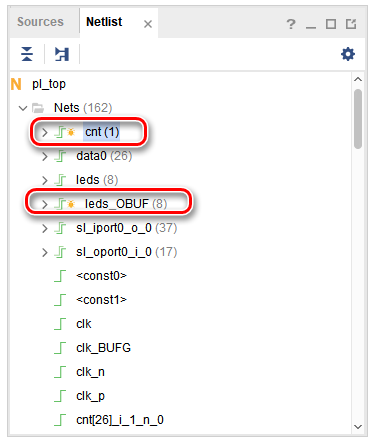 Sources Netlist
pl_top
Nets (162)
cnt (1)
data0 (26)
leds (8)
leds_OBUF (8)
sl_iport0_o_0 (37)
sl_oport0_i_0 (17)
<const0>
<const1>
clk
clk_BUFG
clk_n
clk_p
cnt[26]_i_1_n_0